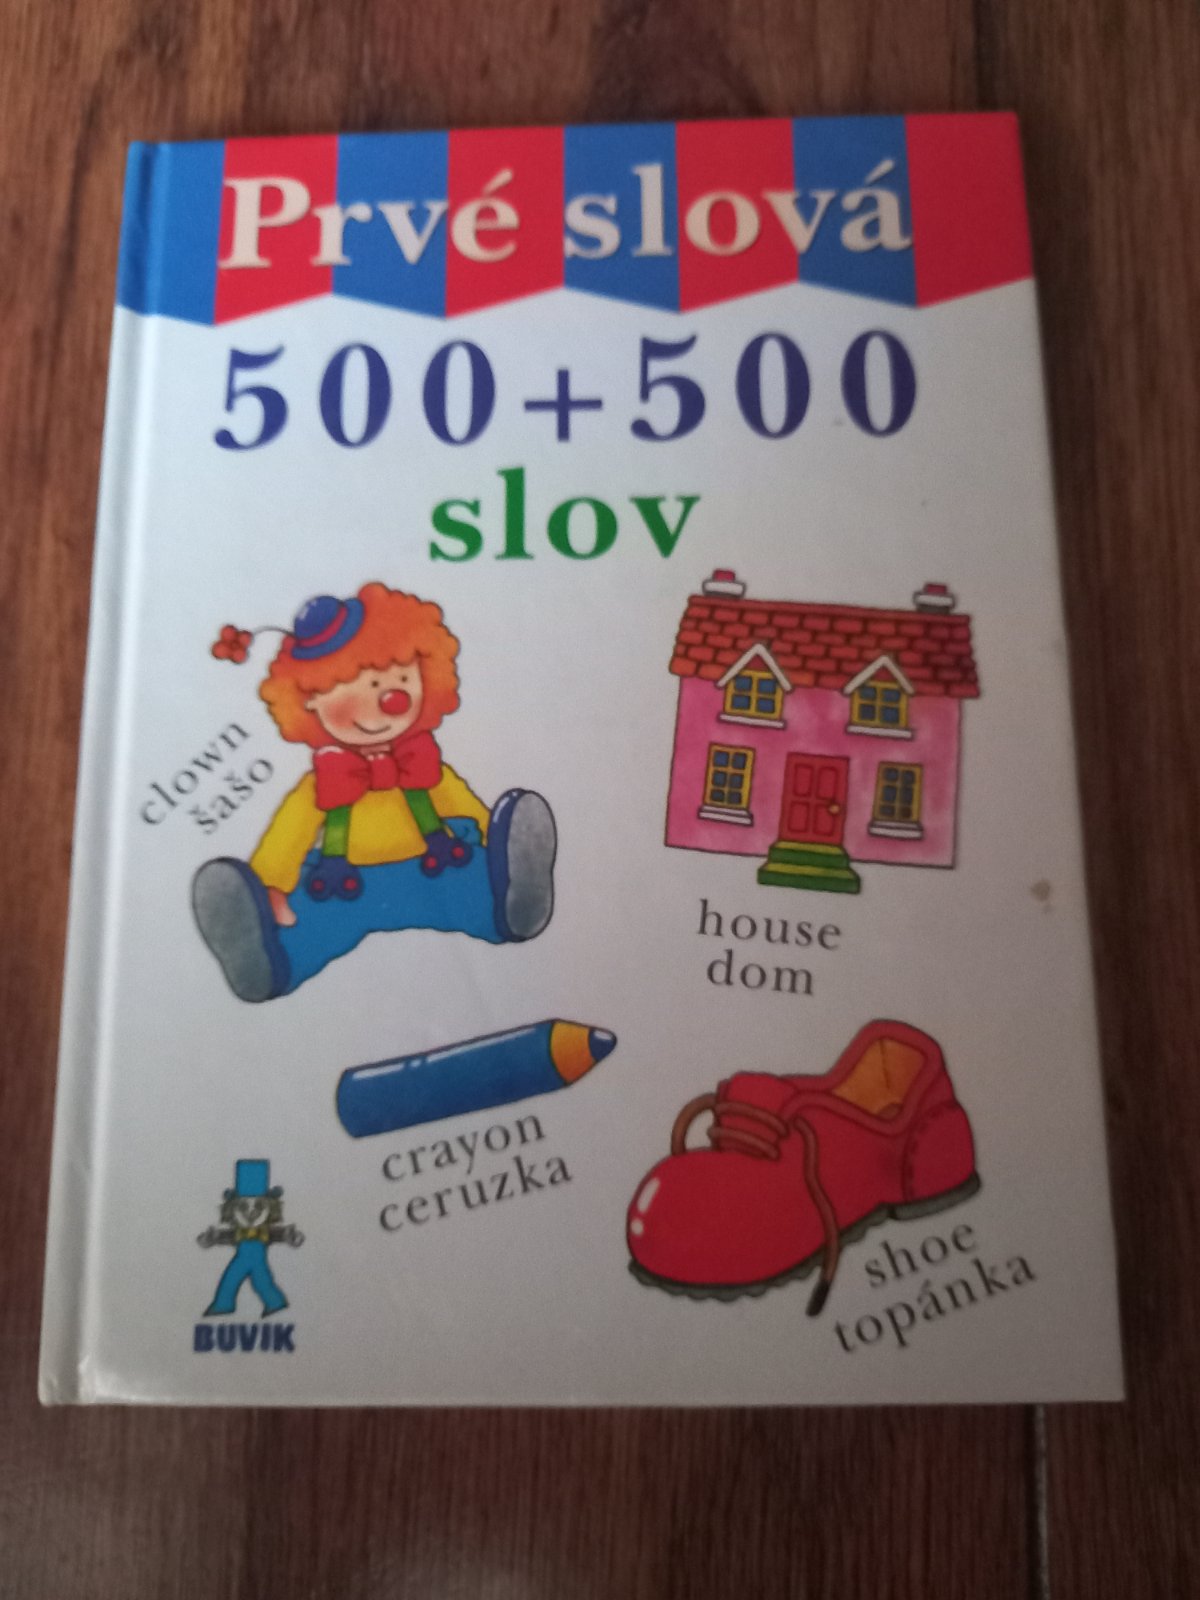 Prvé slová
500+500
slov
clown
šašo
house
dom
crayon
ceruzka
shoe
topánka
BUVIK